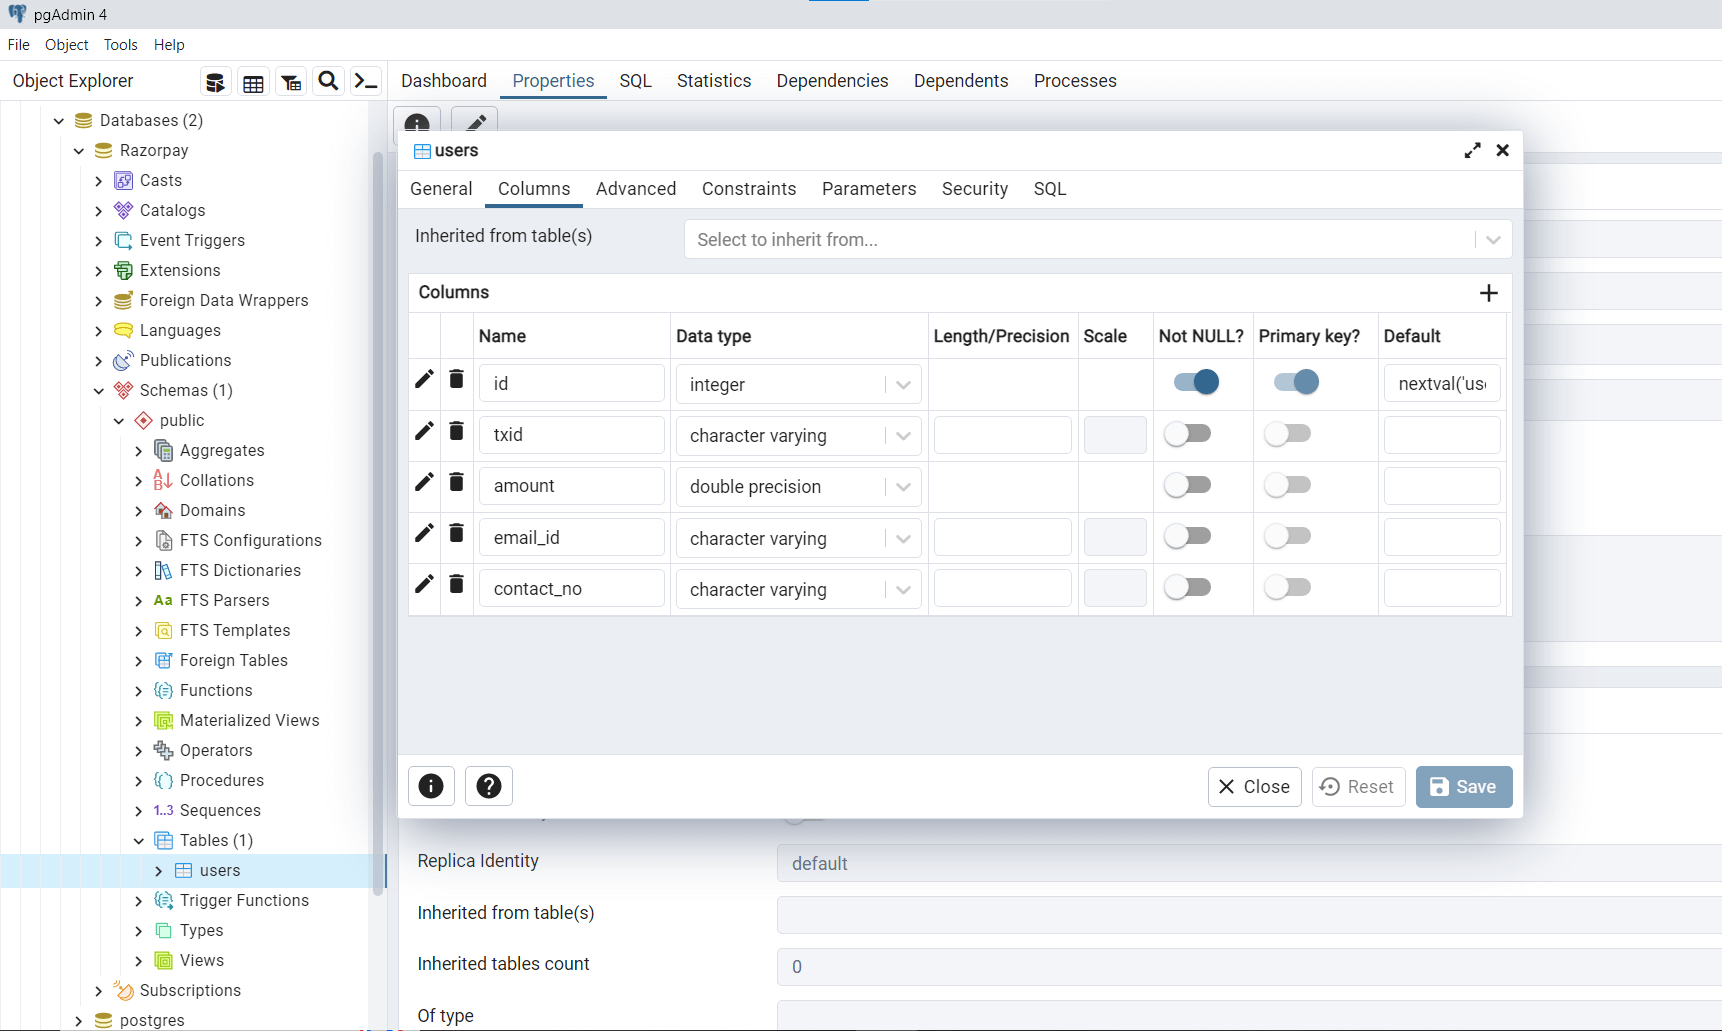 pgAdmin 4
File Object Tools Help
Object Explorer
Dashboard Properties SQL Statistics Dependencies Dependents Processes
Databases (2)
Razorpay
Casts
Catalogs
Event Triggers
Extensions
Foreign Data Wrappers
Languages
Publications
Schemas (1)
public
Aggregates
Collations
Domains
FTS Configurations
FTS Dictionaries
Aa FTS Parsers
FTS Templates
Foreign Tables
Functions
Materialized Views
Operators
Procedures
1..3 Sequences
Tables (1)
users
Trigger Functions
Types
Views
Subscriptions
postgres
users
General Columns Advanced Constraints Parameters Security SQL
Inherited from table(s) Select to inherit from...
Columns
Name Data type Length/Precision Scale Not NULL? Primary key? Default
id integer nextval('use
txid character varying
amount double precision
email_id character varying
contact_no character varying
Close Reset Save
Replica Identity default
Inherited from table(s)
Inherited tables count 0
Of type